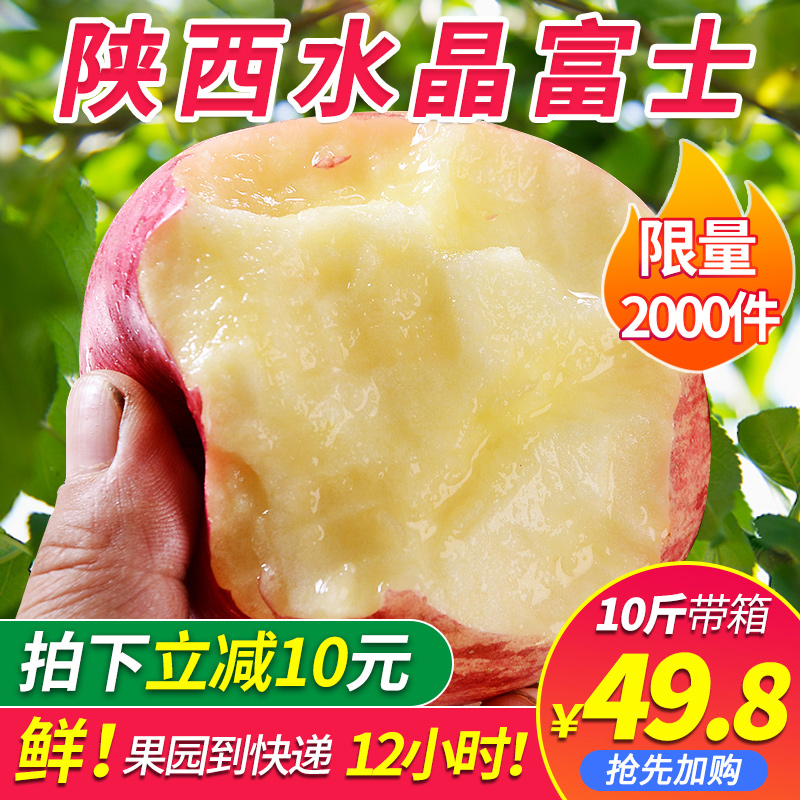 陕西水晶富士
限量
2000件
10斤带箱
拍下立减10元
¥49.8
鲜！果园到快递 12小时！
抢先加购